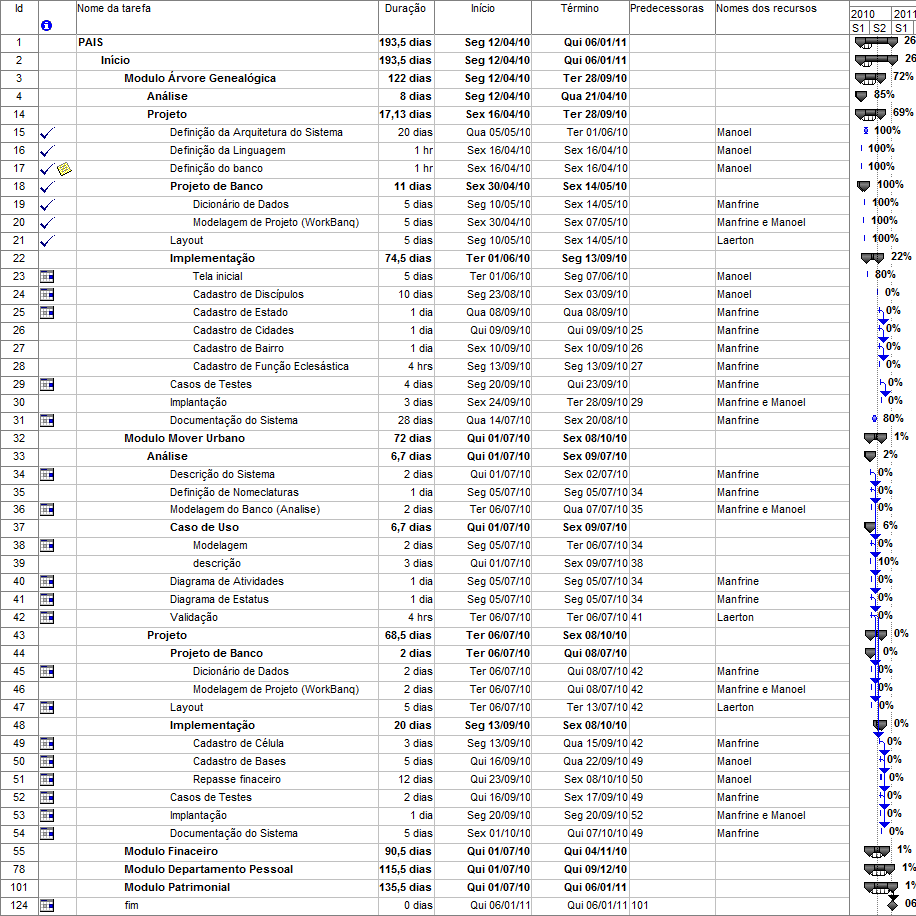 Id Nome da tarefa Duração Início Término Predecessoras Nomes dos recursos 2010 2011
S1 S2 S1
1 PAIS 193,5 dias Seg 12/04/10 Qui 06/01/11 26
2 Início 193,5 dias Seg 12/04/10 Qui 06/01/11 26
3 Modulo Árvore Genealógica 122 dias Seg 12/04/10 Ter 28/09/10 72%
4 Análise 8 dias Seg 12/04/10 Qua 21/04/10 85%
14 Projeto 17,13 dias Sex 16/04/10 Ter 28/09/10 69%
15 Definição da Arquitetura do Sistema 20 dias Qua 05/05/10 Ter 01/06/10 Manoel 100%
16 Definição da Linguagem 1 hr Sex 16/04/10 Sex 16/04/10 Manoel 100%
17 Definição do banco 1 hr Sex 16/04/10 Sex 16/04/10 Manoel 100%
18 Projeto de Banco 11 dias Sex 30/04/10 Sex 14/05/10 100%
19 Dicionário de Dados 5 dias Seg 10/05/10 Sex 14/05/10 Manfrine 100%
20 Modelagem de Projeto (WorkBanq) 5 dias Sex 30/04/10 Sex 07/05/10 Manfrine e Manoel 100%
21 Layout 5 dias Seg 10/05/10 Sex 14/05/10 Laerton 100%
22 Implementação 74,5 dias Ter 01/06/10 Seg 13/09/10 22%
23 Tela inicial 5 dias Ter 01/06/10 Seg 07/06/10 Manoel 80%
24 Cadastro de Discípulos 10 dias Seg 23/08/10 Sex 03/09/10 Manoel 0%
25 Cadastro de Estado 1 dia Qua 08/09/10 Qua 08/09/10 Manfrine 0%
26 Cadastro de Cidades 1 dia Qui 09/09/10 Qui 09/09/10 25 Manfrine 0%
27 Cadastro de Bairro 1 dia Sex 10/09/10 Sex 10/09/10 26 Manfrine 0%
28 Cadastro de Função Eclesástica 4 hrs Seg 13/09/10 Seg 13/09/10 27 Manfrine 0%
29 Casos de Testes 4 dias Seg 20/09/10 Qui 23/09/10 Manfrine 0%
30 Implantação 3 dias Sex 24/09/10 Ter 28/09/10 29 Manfrine e Manoel 0%
31 Documentação do Sistema 28 dias Qua 14/07/10 Sex 20/08/10 Manfrine 80%
32 Modulo Mover Urbano 72 dias Qui 01/07/10 Sex 08/10/10 1%
33 Análise 6,7 dias Qui 01/07/10 Sex 09/07/10 2%
34 Descrição do Sistema 2 dias Qui 01/07/10 Sex 02/07/10 Manfrine 0%
35 Definição de Nomeclaturas 1 dia Seg 05/07/10 Seg 05/07/10 34 Manfrine 0%
36 Modelagem do Banco (Analise) 2 dias Ter 06/07/10 Qua 07/07/10 35 Manfrine e Manoel 0%
37 Caso de Uso 6,7 dias Qui 01/07/10 Sex 09/07/10 6%
38 Modelagem 2 dias Seg 05/07/10 Ter 06/07/10 34 0%
39 descrição 3 dias Qui 01/07/10 Sex 09/07/10 38 10%
40 Diagrama de Atividades 1 dia Seg 05/07/10 Seg 05/07/10 34 Manfrine 0%
41 Diagrama de Estatus 1 dia Seg 05/07/10 Seg 05/07/10 34 Manfrine 0%
42 Validação 4 hrs Ter 06/07/10 Ter 06/07/10 41 Laerton 0%
43 Projeto 68,5 dias Ter 06/07/10 Sex 08/10/10 0%
44 Projeto de Banco 2 dias Ter 06/07/10 Qui 08/07/10 0%
45 Dicionário de Dados 2 dias Ter 06/07/10 Qui 08/07/10 42 Manfrine 0%
46 Modelagem de Projeto (WorkBanq) 2 dias Ter 06/07/10 Qui 08/07/10 42 Manfrine e Manoel 0%
47 Layout 5 dias Ter 06/07/10 Ter 13/07/10 42 Laerton 0%
48 Implementação 20 dias Seg 13/09/10 Sex 08/10/10 0%
49 Cadastro de Célula 3 dias Seg 13/09/10 Qua 15/09/10 42 Manfrine 0%
50 Cadastro de Bases 5 dias Qui 16/09/10 Qua 22/09/10 49 Manoel 0%
51 Repasse finaceiro 12 dias Qui 23/09/10 Sex 08/10/10 50 Manoel 0%
52 Casos de Testes 2 dias Qui 16/09/10 Sex 17/09/10 49 Manfrine 0%
53 Implantação 1 dia Seg 20/09/10 Seg 20/09/10 52 Manfrine e Manoel 0%
54 Documentação do Sistema 5 dias Sex 01/10/10 Qui 07/10/10 49 Manfrine 0%
55 Modulo Finaceiro 90,5 dias Qui 01/07/10 Qui 04/11/10 1%
78 Modulo Departamento Pessoal 115,5 dias Qui 01/07/10 Qui 09/12/10 1%
101 Modulo Patrimonial 135,5 dias Qui 01/07/10 Qui 06/01/11 1%
124 fim 0 dias Qui 06/01/11 Qui 06/01/11 101 06